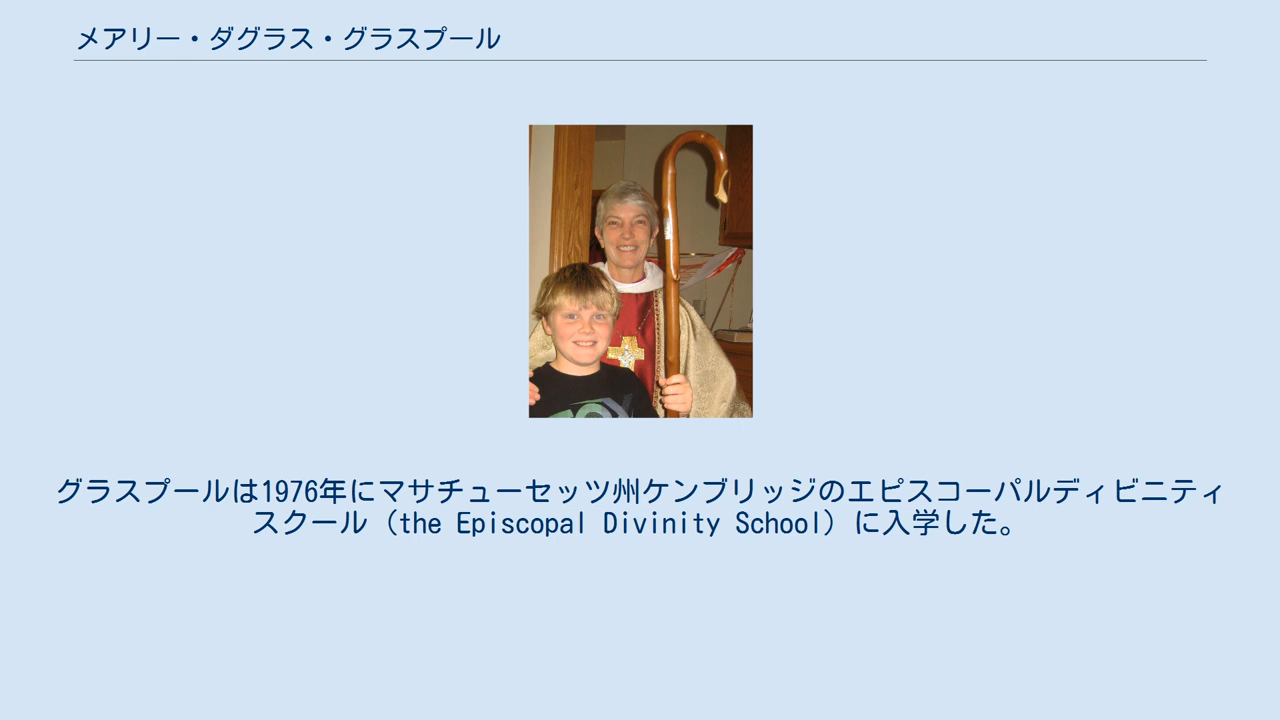 メアリー・ダグラス・グラスプール
グラスプールは1976年にマサチューセッツ州ケンブリッジのエピスコーパルディビニティ
スクール（the Episcopal Divinity School）に入学した。